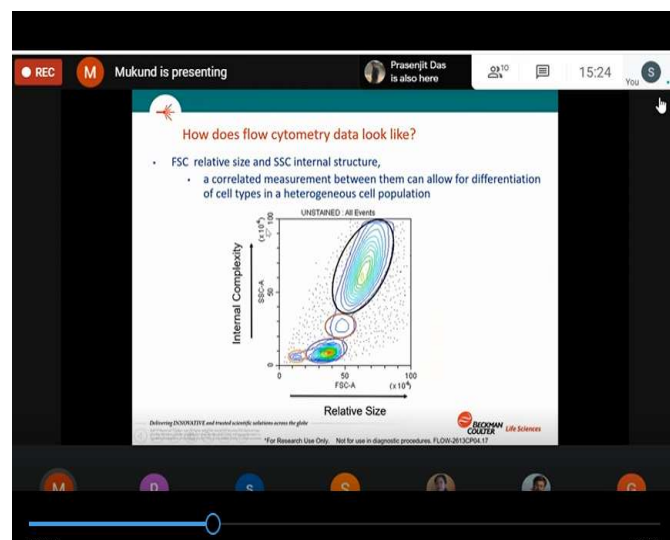 REC
M
Mukund is presenting
Prasenjit Das
is also here
10
15:24
You
S
How does flow cytometry data look like?
• FSC relative size and SSC internal structure,
• a correlated measurement between them can allow for differentiation
of cell types in a heterogeneous cell population
UNSTAINED : All Events
Internal Complexity
SSC-A
(x 10⁴)
100
50
0
0
50
100
FSC-A
(x 10⁴)
Relative Size
Delivering INNOVATIVE and trusted scientific solutions across the globe
BECKMAN
COULTER
Life Sciences
*For Research Use Only. Not for use in diagnostic procedures. FLOW-2613CP04.17
M
S
S
G